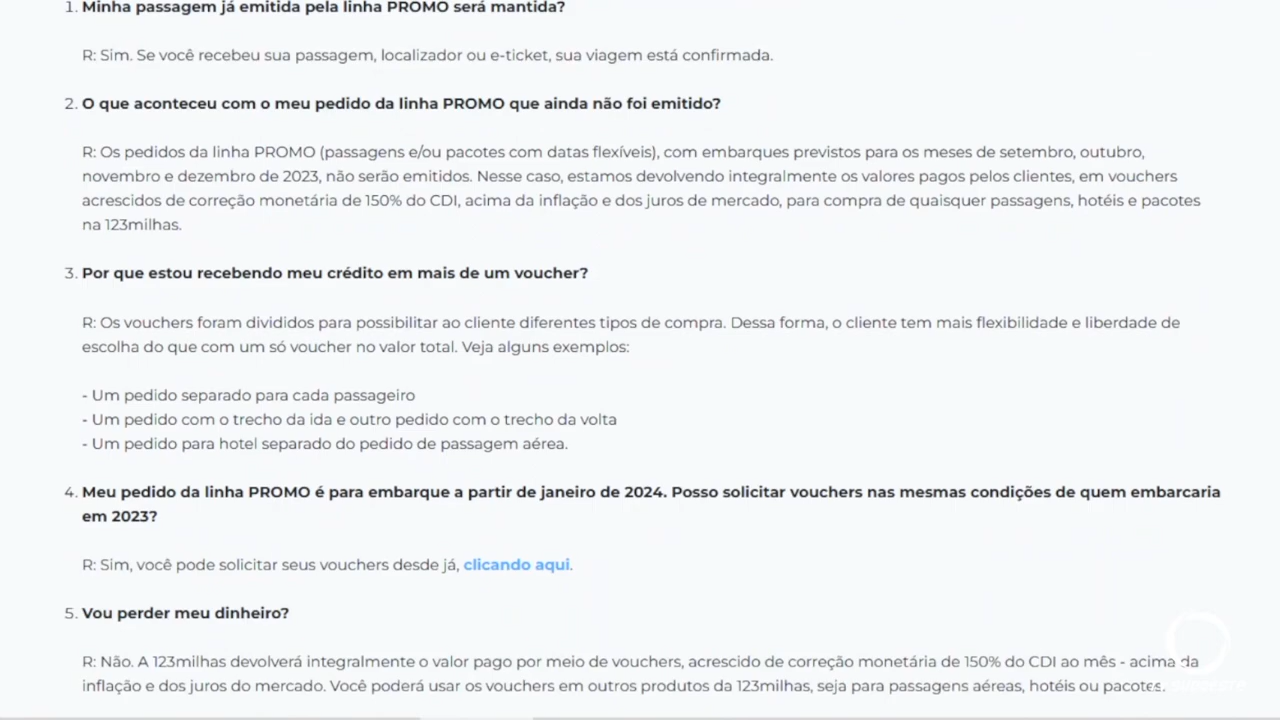 1. Minha passagem já emitida pela linha PROMO será mantida?
R: Sim. Se você recebeu sua passagem, localizador ou e-ticket, sua viagem está confirmada.
2. O que aconteceu com o meu pedido da linha PROMO que ainda não foi emitido?
R: Os pedidos da linha PROMO (passagens e/ou pacotes com datas flexíveis), com embarques previstos para os meses de setembro, outubro,
novembro e dezembro de 2023, não serão emitidos. Nesse caso, estamos devolvendo integralmente os valores pagos pelos clientes, em vouchers
acrescidos de correção monetária de 150% do CDI, acima da inflação e dos juros de mercado, para compra de quaisquer passagens, hotéis e pacotes
na 123milhas.
3. Por que estou recebendo meu crédito em mais de um voucher?
R: Os vouchers foram divididos para possibilitar ao cliente diferentes tipos de compra. Dessa forma, o cliente tem mais flexibilidade e liberdade de
escolha do que com um só voucher no valor total. Veja alguns exemplos:
- Um pedido separado para cada passageiro
- Um pedido com o trecho da ida e outro pedido com o trecho da volta
- Um pedido para hotel separado do pedido de passagem aérea.
4. Meu pedido da linha PROMO é para embarque a partir de janeiro de 2024. Posso solicitar vouchers nas mesmas condições de quem embarcaria
em 2023?
R: Sim, você pode solicitar seus vouchers desde já, clicando aqui.
5. Vou perder meu dinheiro?
R: Não. A 123milhas devolverá integralmente o valor pago por meio de vouchers, acrescido de correção monetária de 150% do CDI ao mês - acima da
inflação e dos juros do mercado. Você poderá usar os vouchers em outros produtos da 123milhas, seja para passagens aéreas, hotéis ou pacotes.